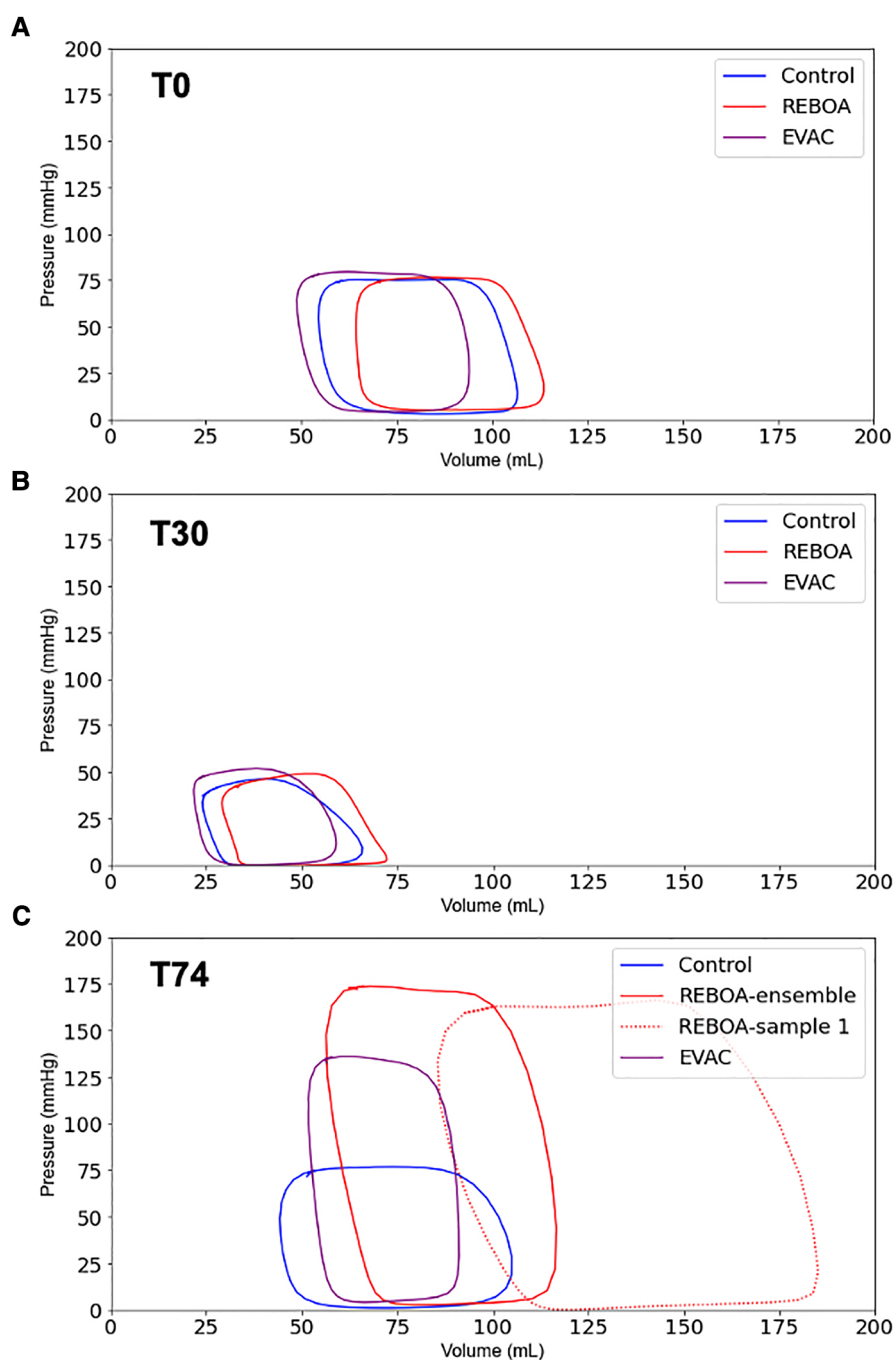 A
T0
Control
REBOA
EVAC
200
175
150
125
100
75
50
25
0
Pressure (mmHg)
0 25 50 75 100 125 150 175 200
Volume (mL)
B
T30
Control
REBOA
EVAC
200
175
150
125
100
75
50
25
0
Pressure (mmHg)
0 25 50 75 100 125 150 175 200
Volume (mL)
C
T74
Control
REBOA-ensemble
REBOA-sample 1
EVAC
200
175
150
125
100
75
50
25
0
Pressure (mmHg)
0 25 50 75 100 125 150 175 200
Volume (mL)